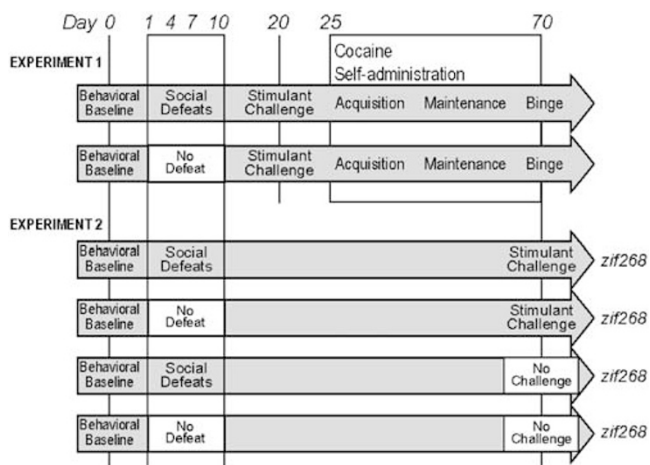 Day 0 1 4 7 10 20 25 70
Cocaine
EXPERIMENT 1
Self-administration
Behavioral Social Stimulant
Baseline Defeats Challenge Acquisition Maintenance Binge
Behavioral No Stimulant
Baseline Defeat Challenge Acquisition Maintenance Binge
EXPERIMENT 2
Behavioral Social Stimulant
Baseline Defeats Challenge zif268
Behavioral No Stimulant
Baseline Defeat Challenge zif268
Behavioral Social No
Baseline Defeats Challenge zif268
Behavioral No No
Baseline Defeat Challenge zif268